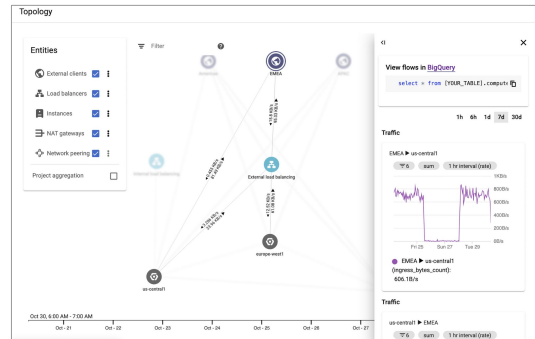 Topology
Entities
External clients
Load balancers
Instances
NAT gateways
Network peering
Project aggregation
Filter
EMEA
External load balancing
External load balancing
europe-west1
us-central1
Oct 30, 6:00 AM - 7:00 AM
Oct - 21
Oct - 22
Oct - 23
Oct - 24
Oct - 25
Oct - 26
Oct - 27
View flows in BigQuery
select * from [YOUR_TABLE].compute
1h 6h 1d 7d 30d
Traffic
EMEA ▶ us-central1
6 sum 1 hr interval (rate)
1KB/s
800B/s
600B/s
400B/s
200B/s
0B/s
Fri 25 Sun 27 Tue 29
EMEA ▶ us-central1
(ingress_bytes_count):
606.1B/s
Traffic
us-central1 ▶ EMEA
6 sum 1 hr interval (rate)